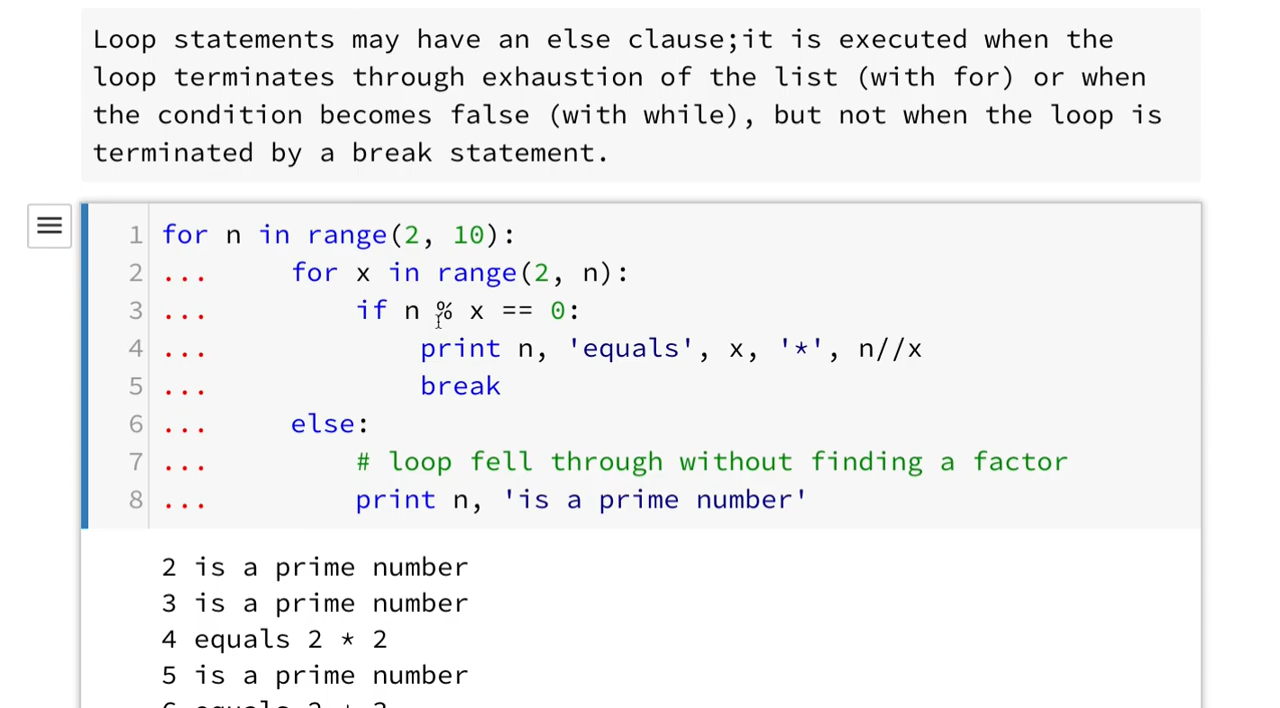 Loop statements may have an else clause;it is executed when the
loop terminates through exhaustion of the list (with for) or when
the condition becomes false (with while), but not when the loop is
terminated by a break statement.
1 for n in range(2, 10):
2 ...     for x in range(2, n):
3 ...         if n % x == 0:
4 ...             print n, 'equals', x, '*', n//x
5 ...             break
6 ...     else:
7 ...         # loop fell through without finding a factor
8 ...         print n, 'is a prime number'
2 is a prime number
3 is a prime number
4 equals 2 * 2
5 is a prime number